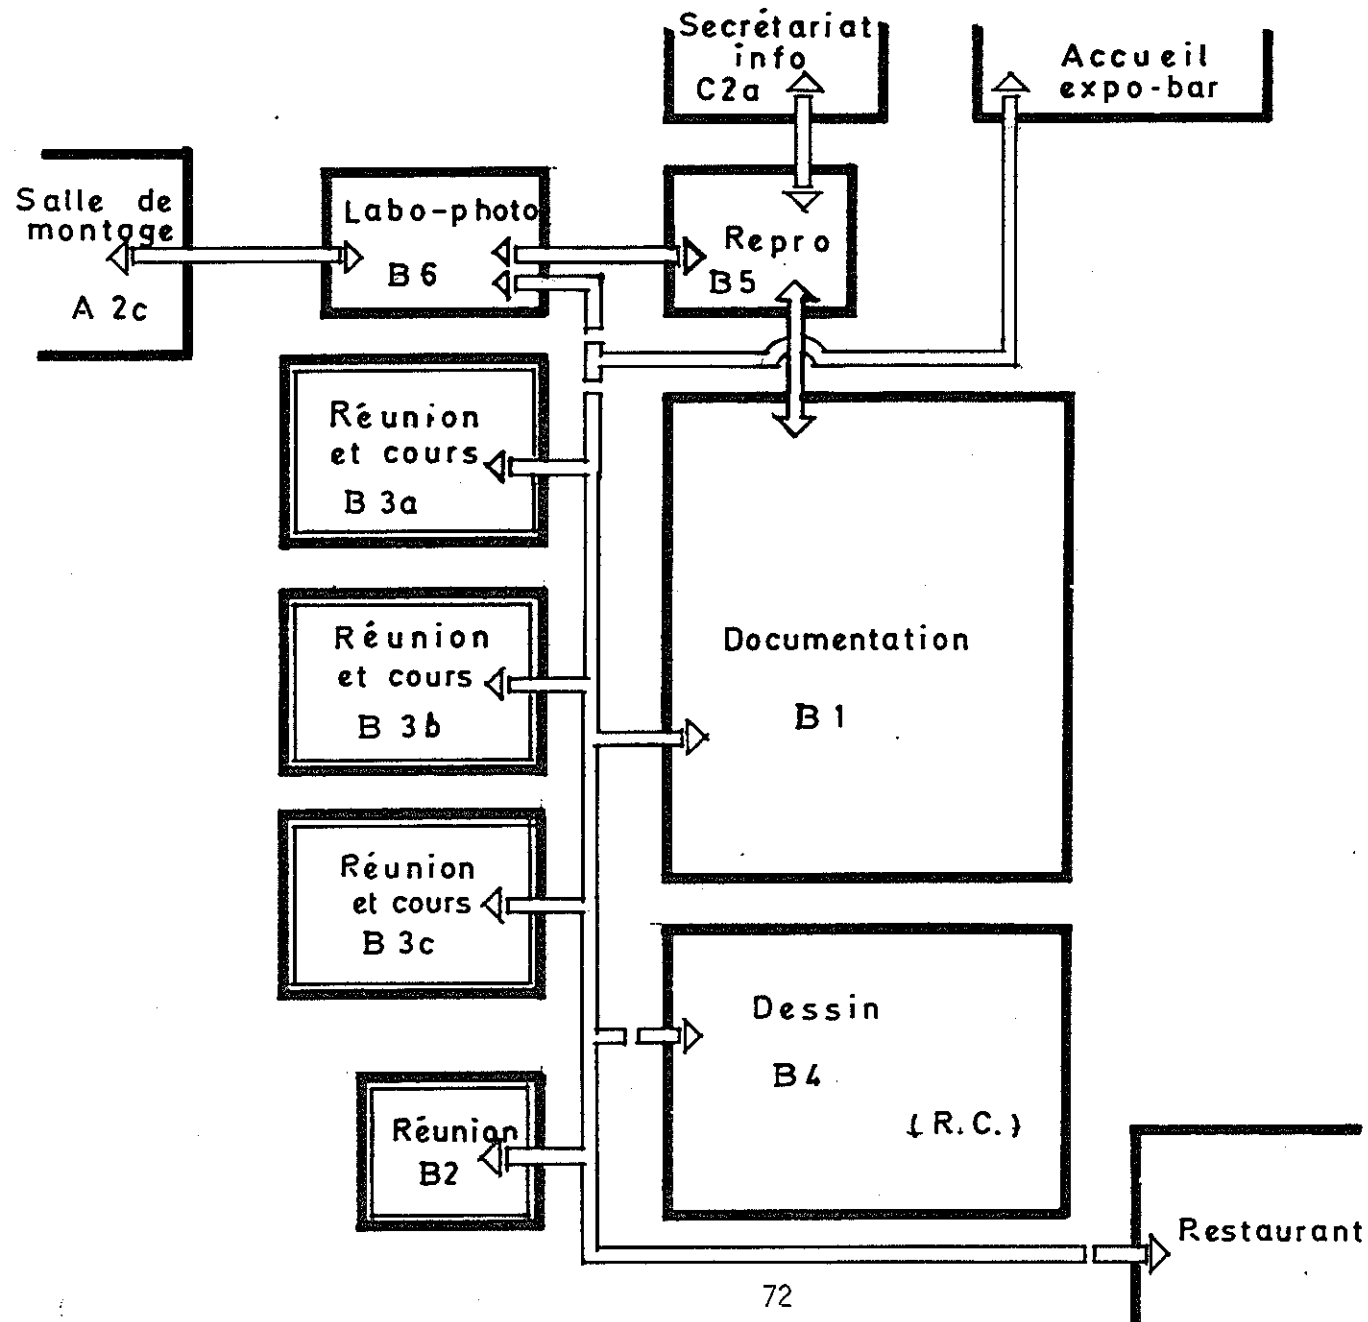 Secrétariat
info
C2a
Accueil
expo-bar
Salle de
montage
A 2c
Labo-photo
B 6
Repro
B 5
Réunion
et cours
B 3a
Réunion
et cours
B 3b
Documentation
B 1
Réunion
et cours
B 3c
Dessin
B 4
( R. C. )
Réunion
B2
Restaurant
72